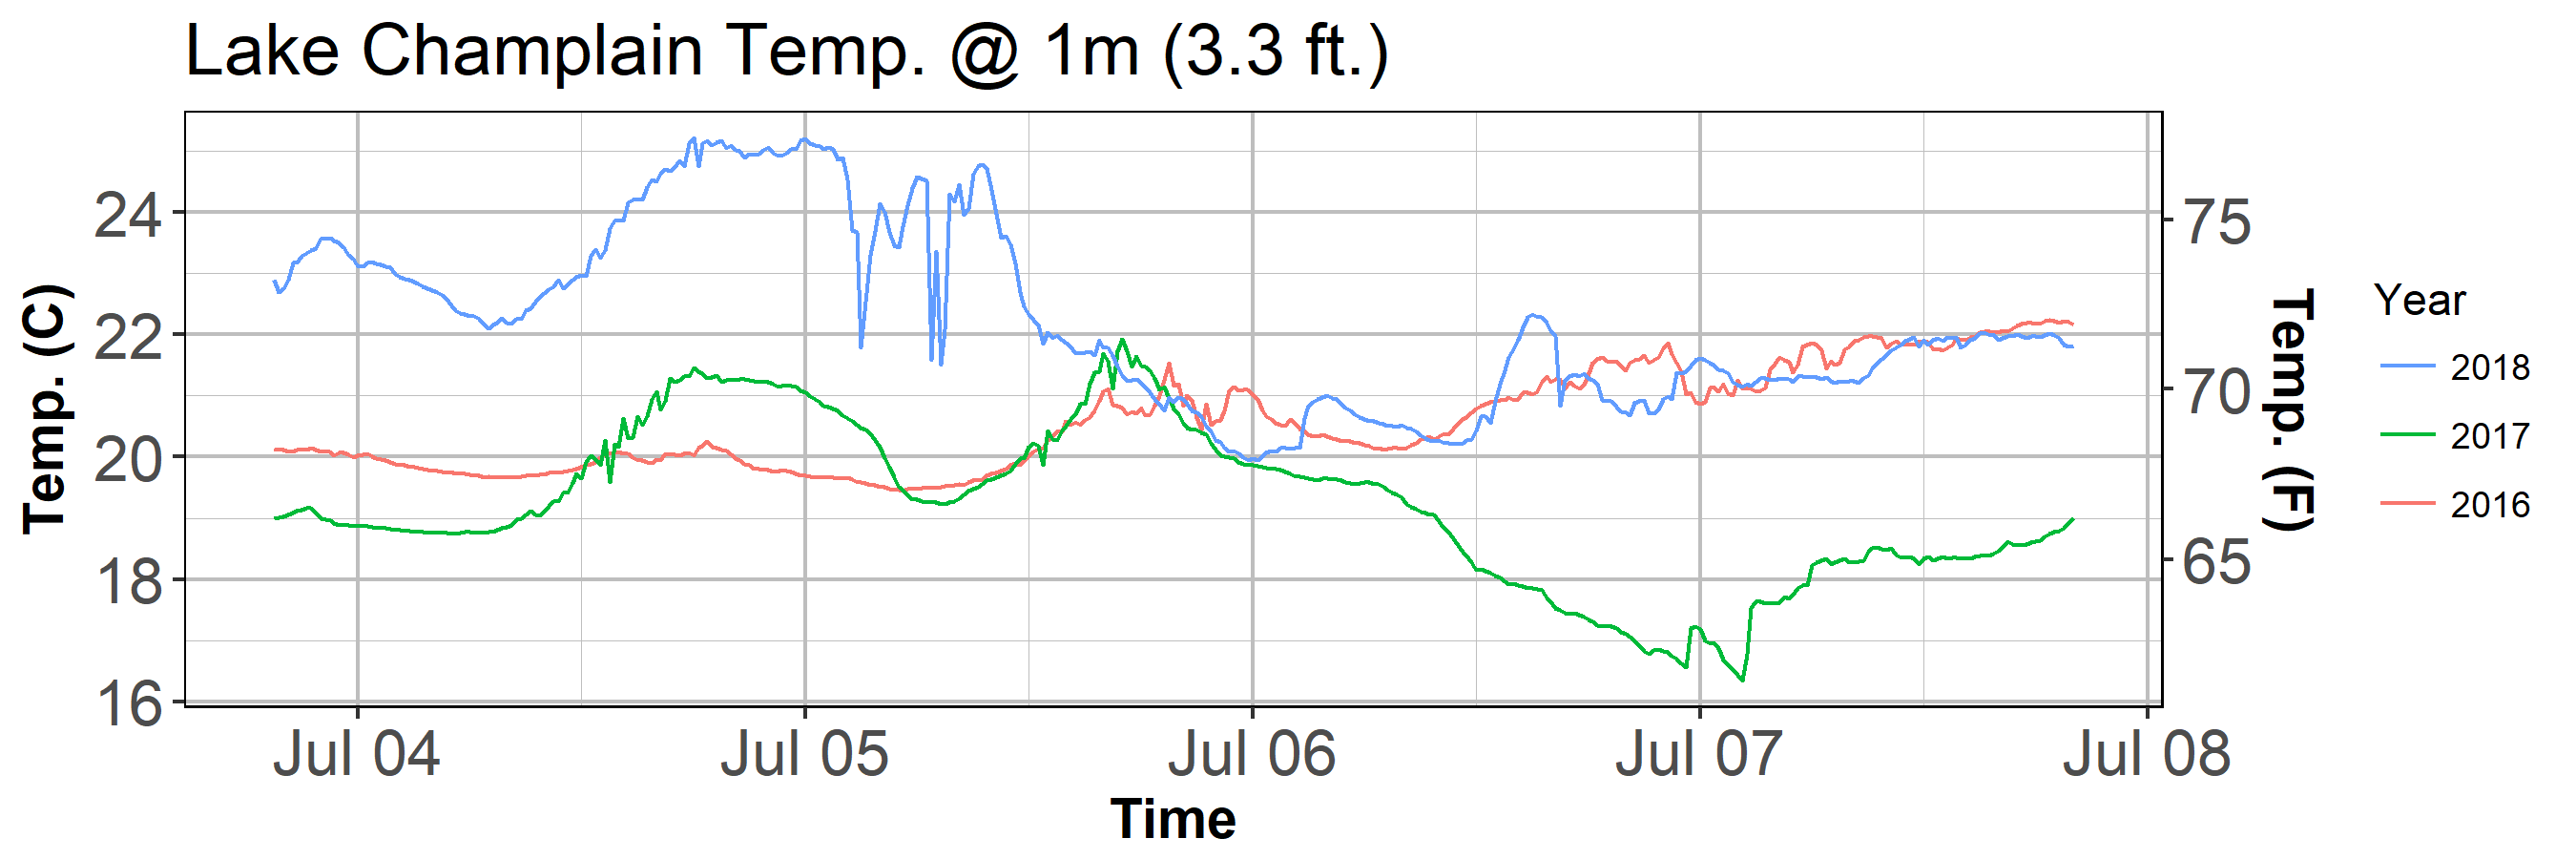 Lake Champlain Temp. @ 1m (3.3 ft.)
Temp. (C)
24
22
20
18
16
75
70
65
Temp. (F)
Jul 04
Jul 05
Jul 06
Jul 07
Jul 08
Time
Year
2018
2017
2016